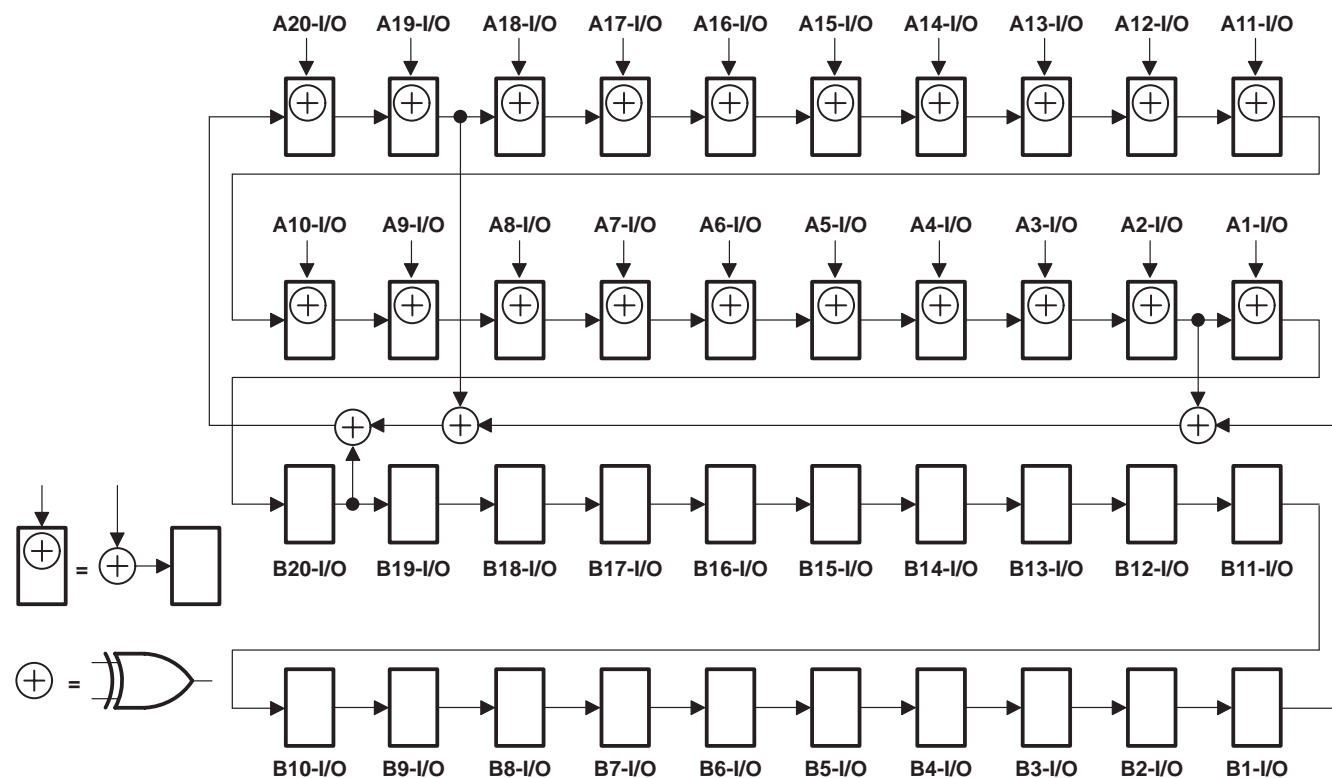 A20-I/O A19-I/O A18-I/O A17-I/O A16-I/O A15-I/O A14-I/O A13-I/O A12-I/O A11-I/O
A10-I/O A9-I/O A8-I/O A7-I/O A6-I/O A5-I/O A4-I/O A3-I/O A2-I/O A1-I/O
=
B20-I/O B19-I/O B18-I/O B17-I/O B16-I/O B15-I/O B14-I/O B13-I/O B12-I/O B11-I/O
=
B10-I/O B9-I/O B8-I/O B7-I/O B6-I/O B5-I/O B4-I/O B3-I/O B2-I/O B1-I/O